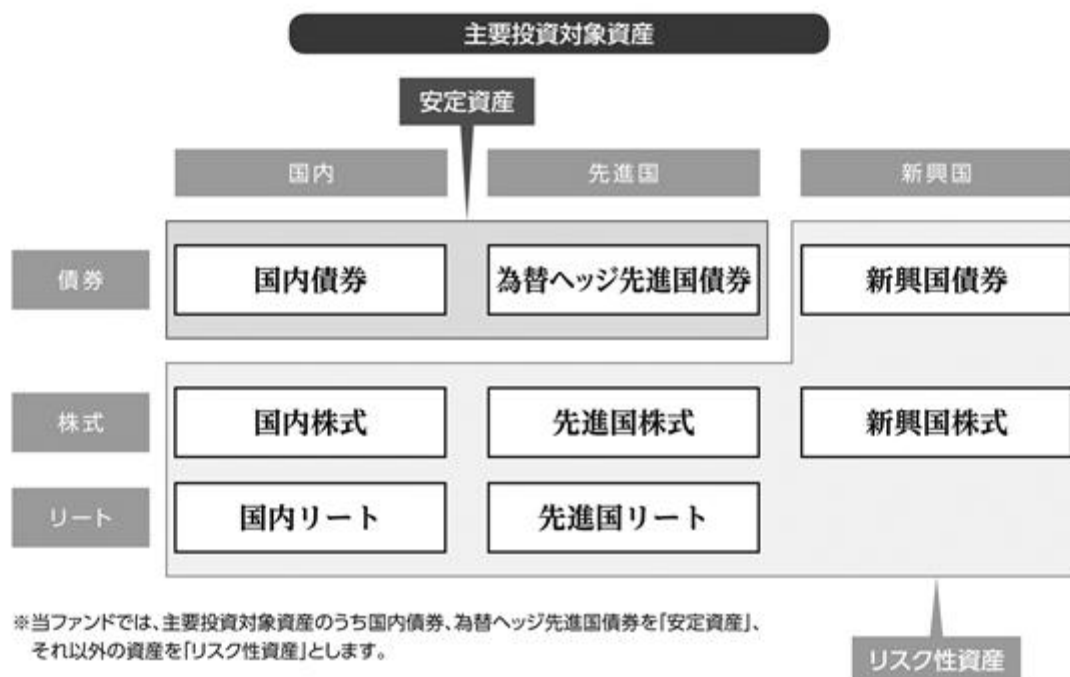 主要投資対象資産
安定資産
国内 先進国 新興国
債券 国内債券 為替ヘッジ先進国債券 新興国債券
株式 国内株式 先進国株式 新興国株式
リート 国内リート 先進国リート
※当ファンドでは、主要投資対象資産のうち国内債券、為替ヘッジ先進国債券を「安定資産」、
それ以外の資産を「リスク性資産」とします。
リスク性資産